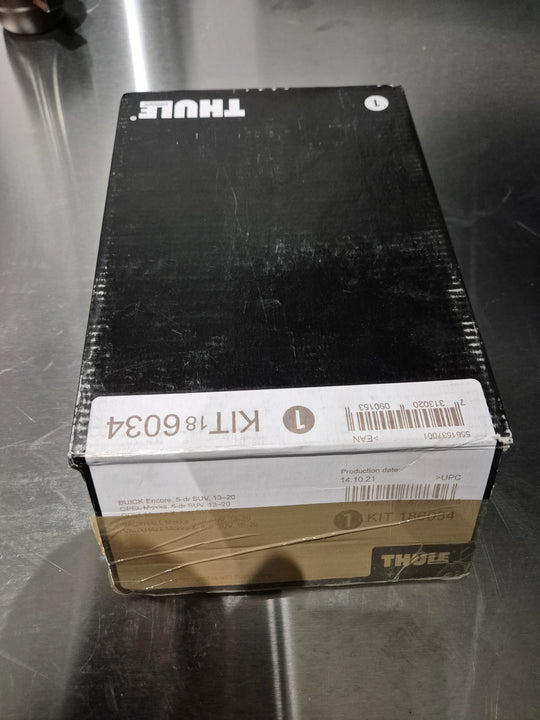 THULE
1
KIT 18 6034
1
>EAN
5561537001
7 313020 090153
Production date:
14.10.21
>UPC
BUICK Encore, 5-dr SUV, 13–20
OPEL Mokka, 5-dr SUV, 13–20
1 KIT 186034
THULE